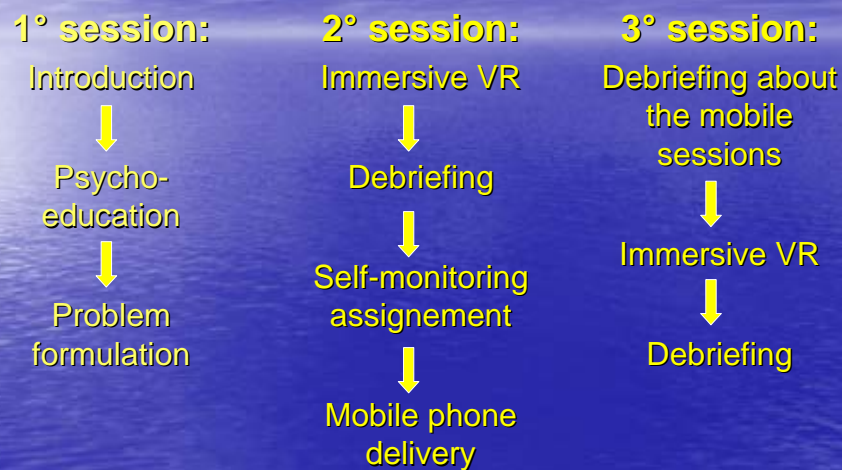 1° session:
Introduction
Psycho-
education
Problem
formulation
2° session:
Immersive VR
Debriefing
Self-monitoring
assignement
Mobile phone
delivery
3° session:
Debriefing about
the mobile
sessions
Immersive VR
Debriefing